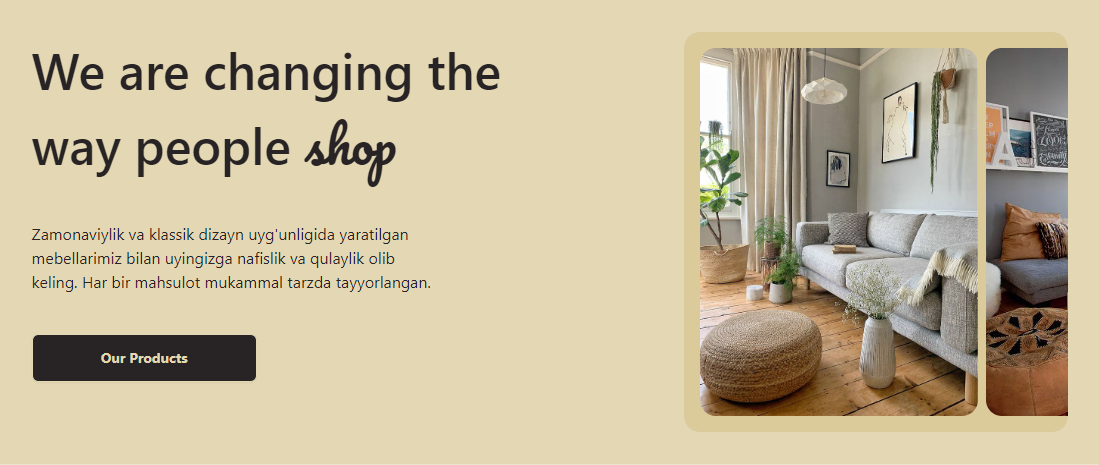 We are changing the
way people shop
Zamonaviylik va klassik dizayn uyg'unligida yaratilgan
mebellarimiz bilan uyingizga nafislik va qulaylik olib
keling. Har bir mahsulot mukammal tarzda tayyorlangan.
Our Products
A